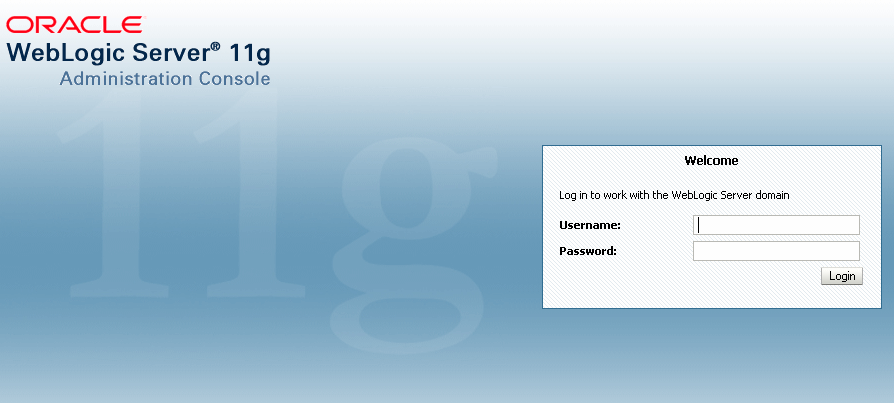 ORACLE
WebLogic Server® 11g
Administration Console
11g
Welcome
Log in to work with the WebLogic Server domain
Username:
Password:
Login